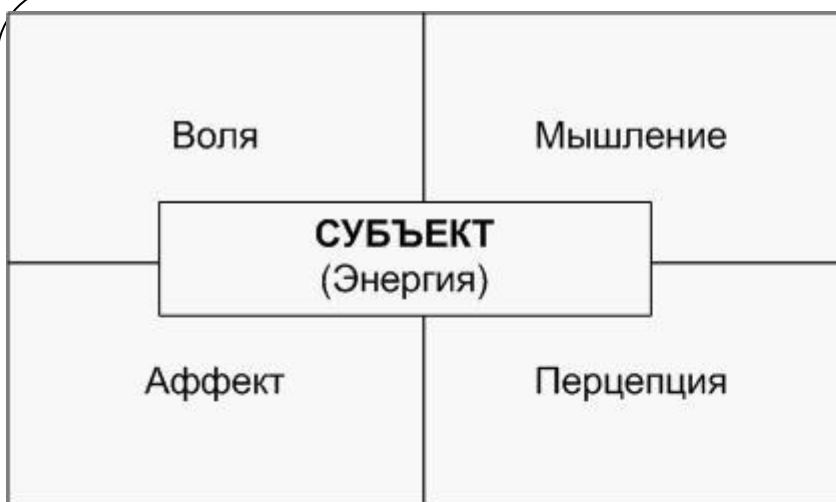 Воля
Мышление
СУБЪЕКТ
(Энергия)
Аффект
Перцепция